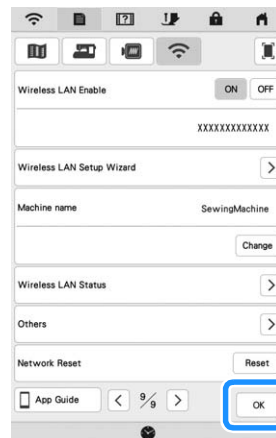 Wireless LAN Enable ON OFF
XXXXXXXXXXXXX
Wireless LAN Setup Wizard
Machine name SewingMachine
Change
Wireless LAN Status
Others
Network Reset Reset
App Guide 9/9 OK